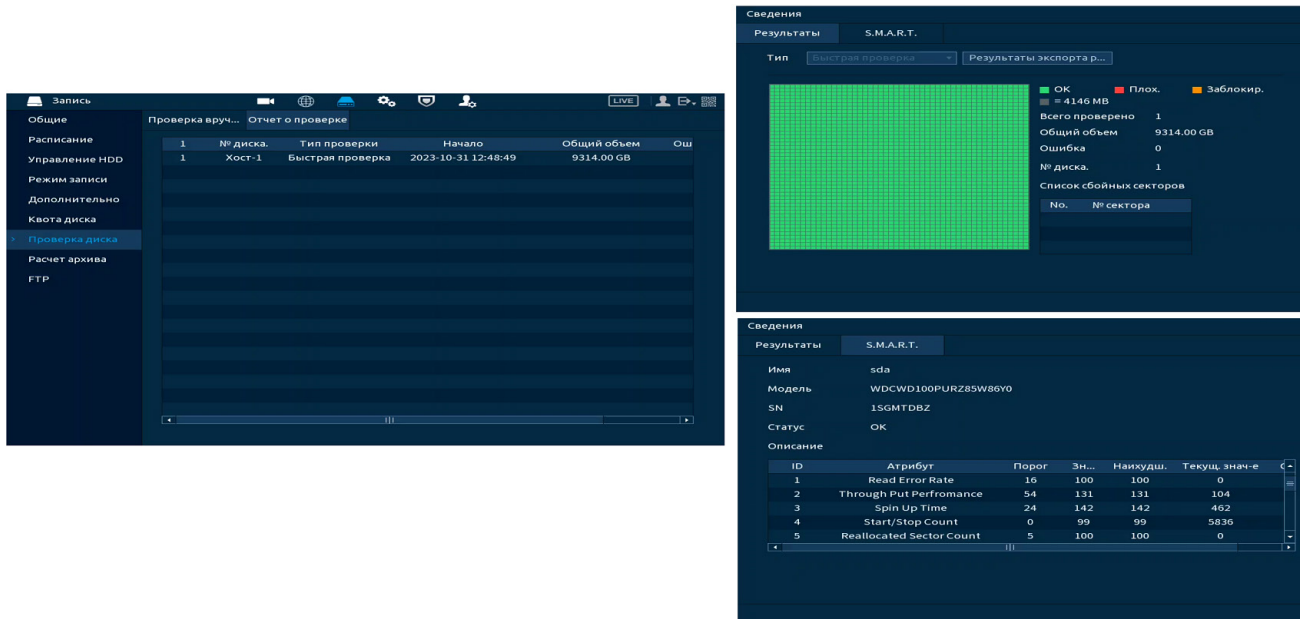 Запись
LIVE
Общие
Расписание
Управление HDD
Режим записи
Дополнительно
Квота диска
Проверка диска
Расчет архива
FTP
Проверка вруч... Отчет о проверке
1 № диска. Тип проверки Начало Общий объем Ош
1 Хост-1 Быстрая проверка 2023-10-31 12:48:49 9314.00 GB
Сведения
Результаты S.M.A.R.T.
Тип Быстрая проверка Результаты экспорта р...
OK Плох. Заблокир.
= 4146 MB
Всего проверено 1
Общий объем 9314.00 GB
Ошибка 0
№ диска. 1
Список сбойных секторов
No. № сектора
Сведения
Результаты S.M.A.R.T.
Имя sda
Модель WDCWD100PURZ85W86Y0
SN 1SGMTDBZ
Статус OK
Описание
ID Атрибут Порог Зн... Наихудш. Текущ. знач-е
1 Read Error Rate 16 100 100 0
2 Through Put Perfromance 54 131 131 104
3 Spin Up Time 24 142 142 462
4 Start/Stop Count 0 99 99 5836
5 Reallocated Sector Count 5 100 100 0